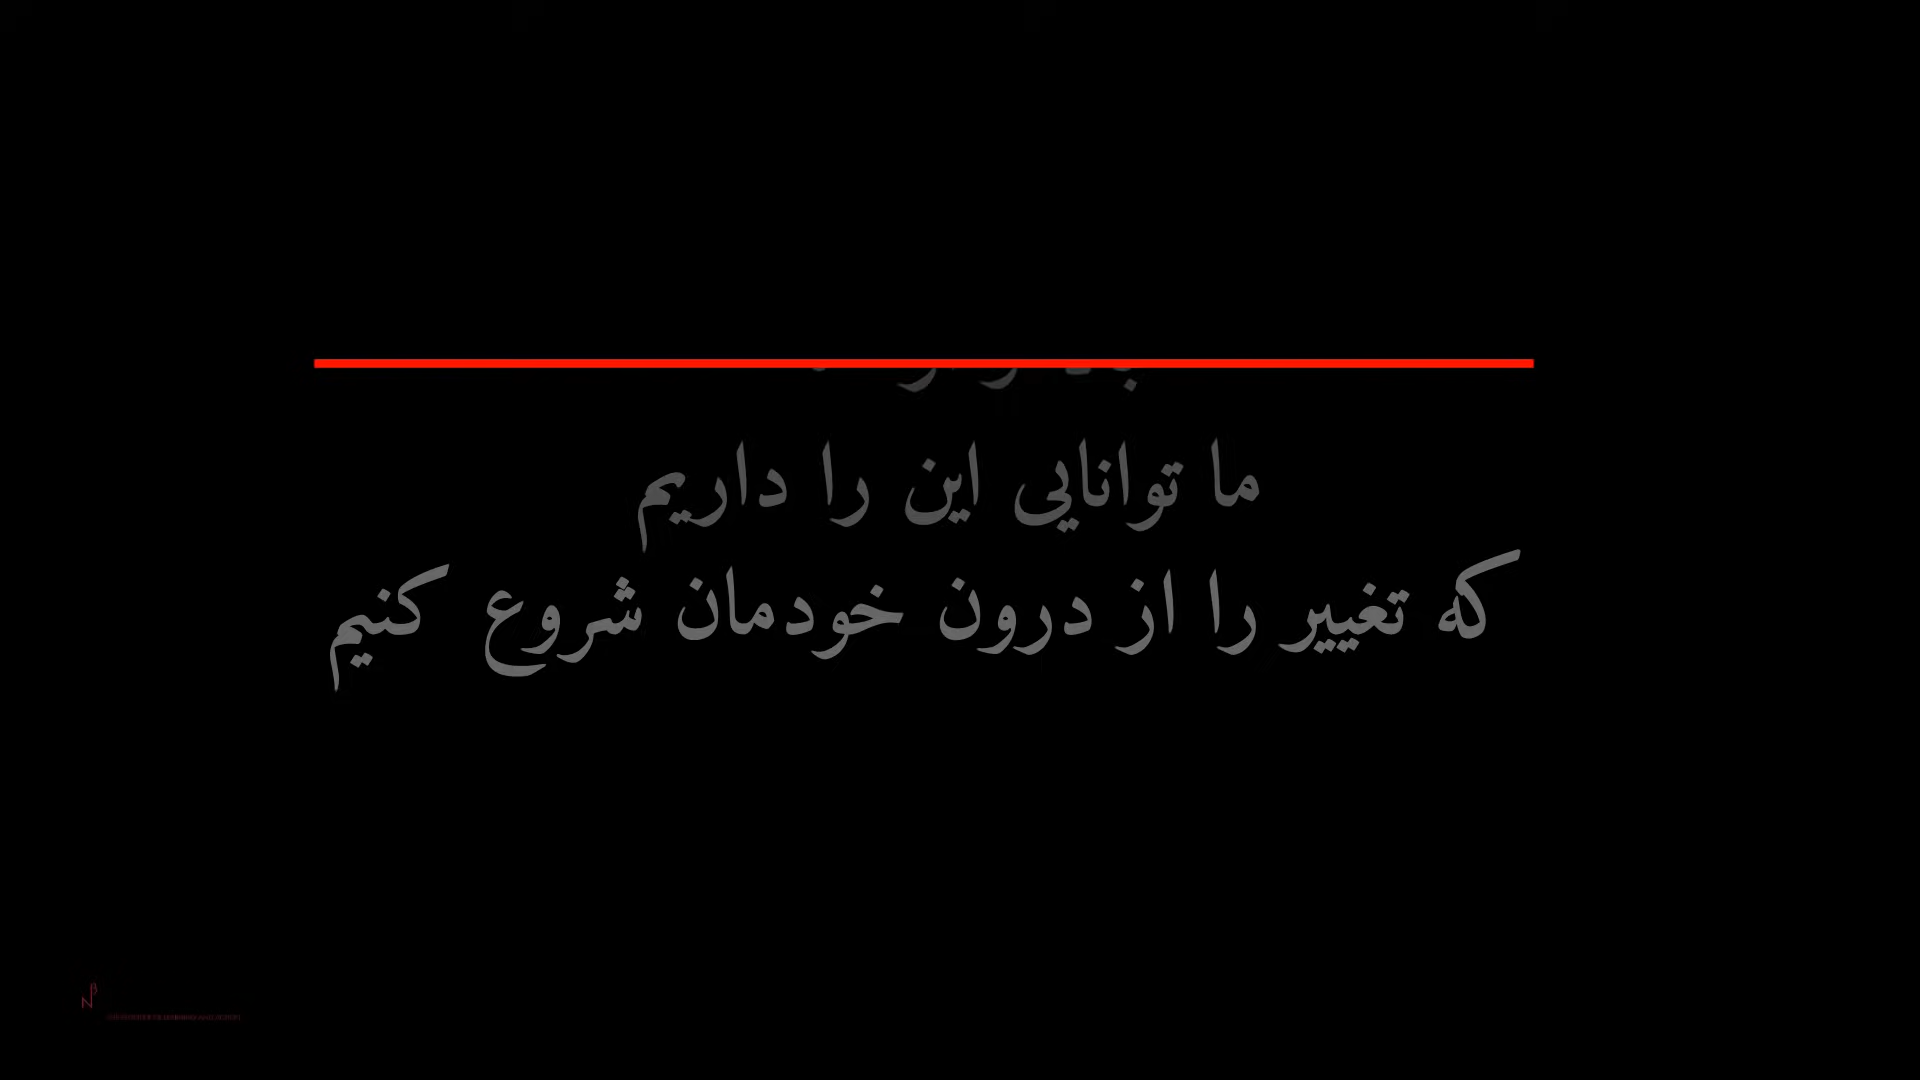 ما توانایی این را داریم
که تغییر را از درون خودمان شروع کنیم